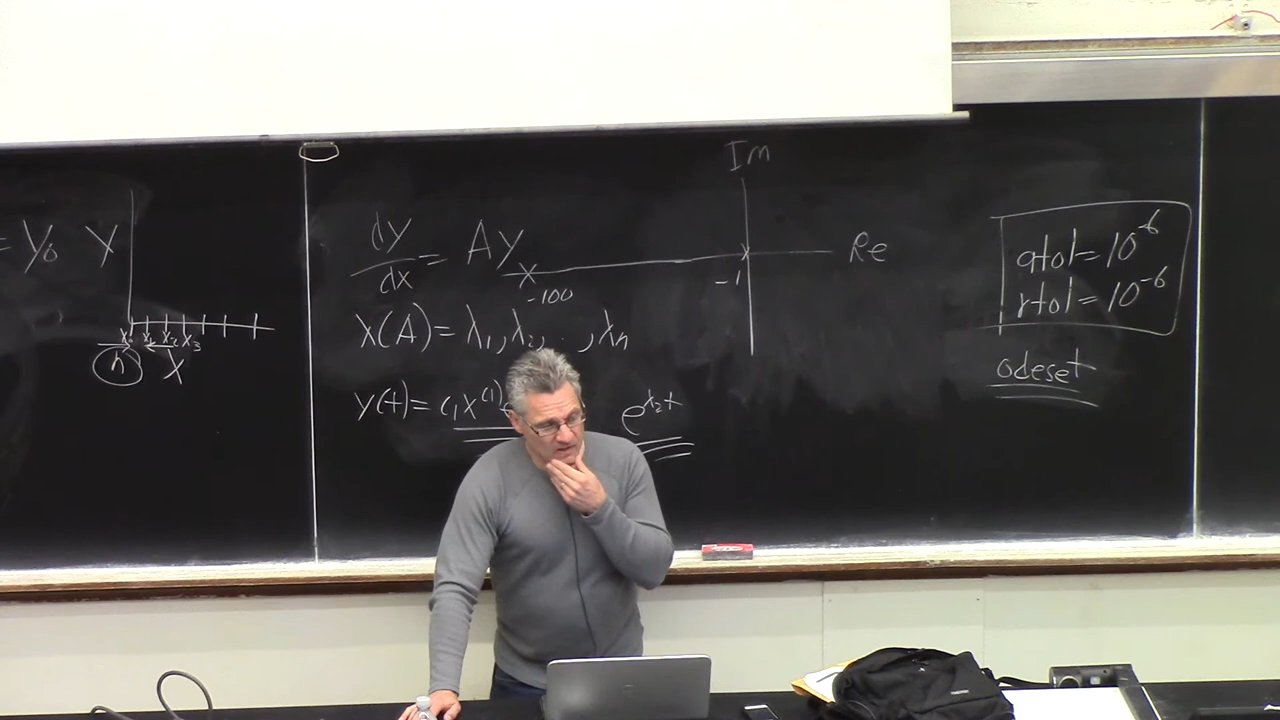 = y₀
y
x₀ x₁ x₂ x₃
h
x
dy/dx = Ay
λ(A) = λ₁, λ₂, . , λn
y(t) = c₁x⁽¹⁾
e^λ₂x
Im
Re
-100
-1
atol = 10⁻⁶
rtol = 10⁻⁶
odeset